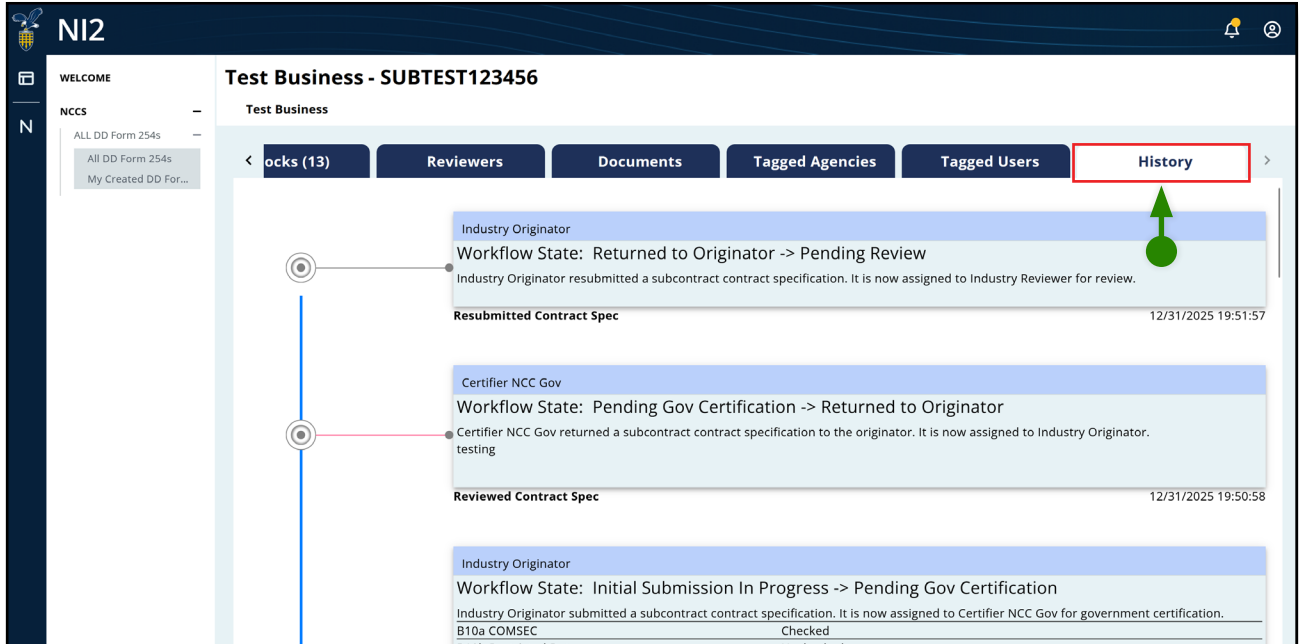 NI2
WELCOME
NCCS
ALL DD Form 254s
All DD Form 254s
My Created DD For...
Test Business - SUBTEST123456
Test Business
ocks (13)
Reviewers
Documents
Tagged Agencies
Tagged Users
History
N
Industry Originator
Workflow State: Returned to Originator -> Pending Review
Industry Originator resubmitted a subcontract contract specification. It is now assigned to Industry Reviewer for review.
Resubmitted Contract Spec 12/31/2025 19:51:57
Certifier NCC Gov
Workflow State: Pending Gov Certification -> Returned to Originator
Certifier NCC Gov returned a subcontract contract specification to the originator. It is now assigned to Industry Originator.
testing
Reviewed Contract Spec 12/31/2025 19:50:58
Industry Originator
Workflow State: Initial Submission In Progress -> Pending Gov Certification
Industry Originator submitted a subcontract contract specification. It is now assigned to Certifier NCC Gov for government certification.
B10a COMSEC Checked